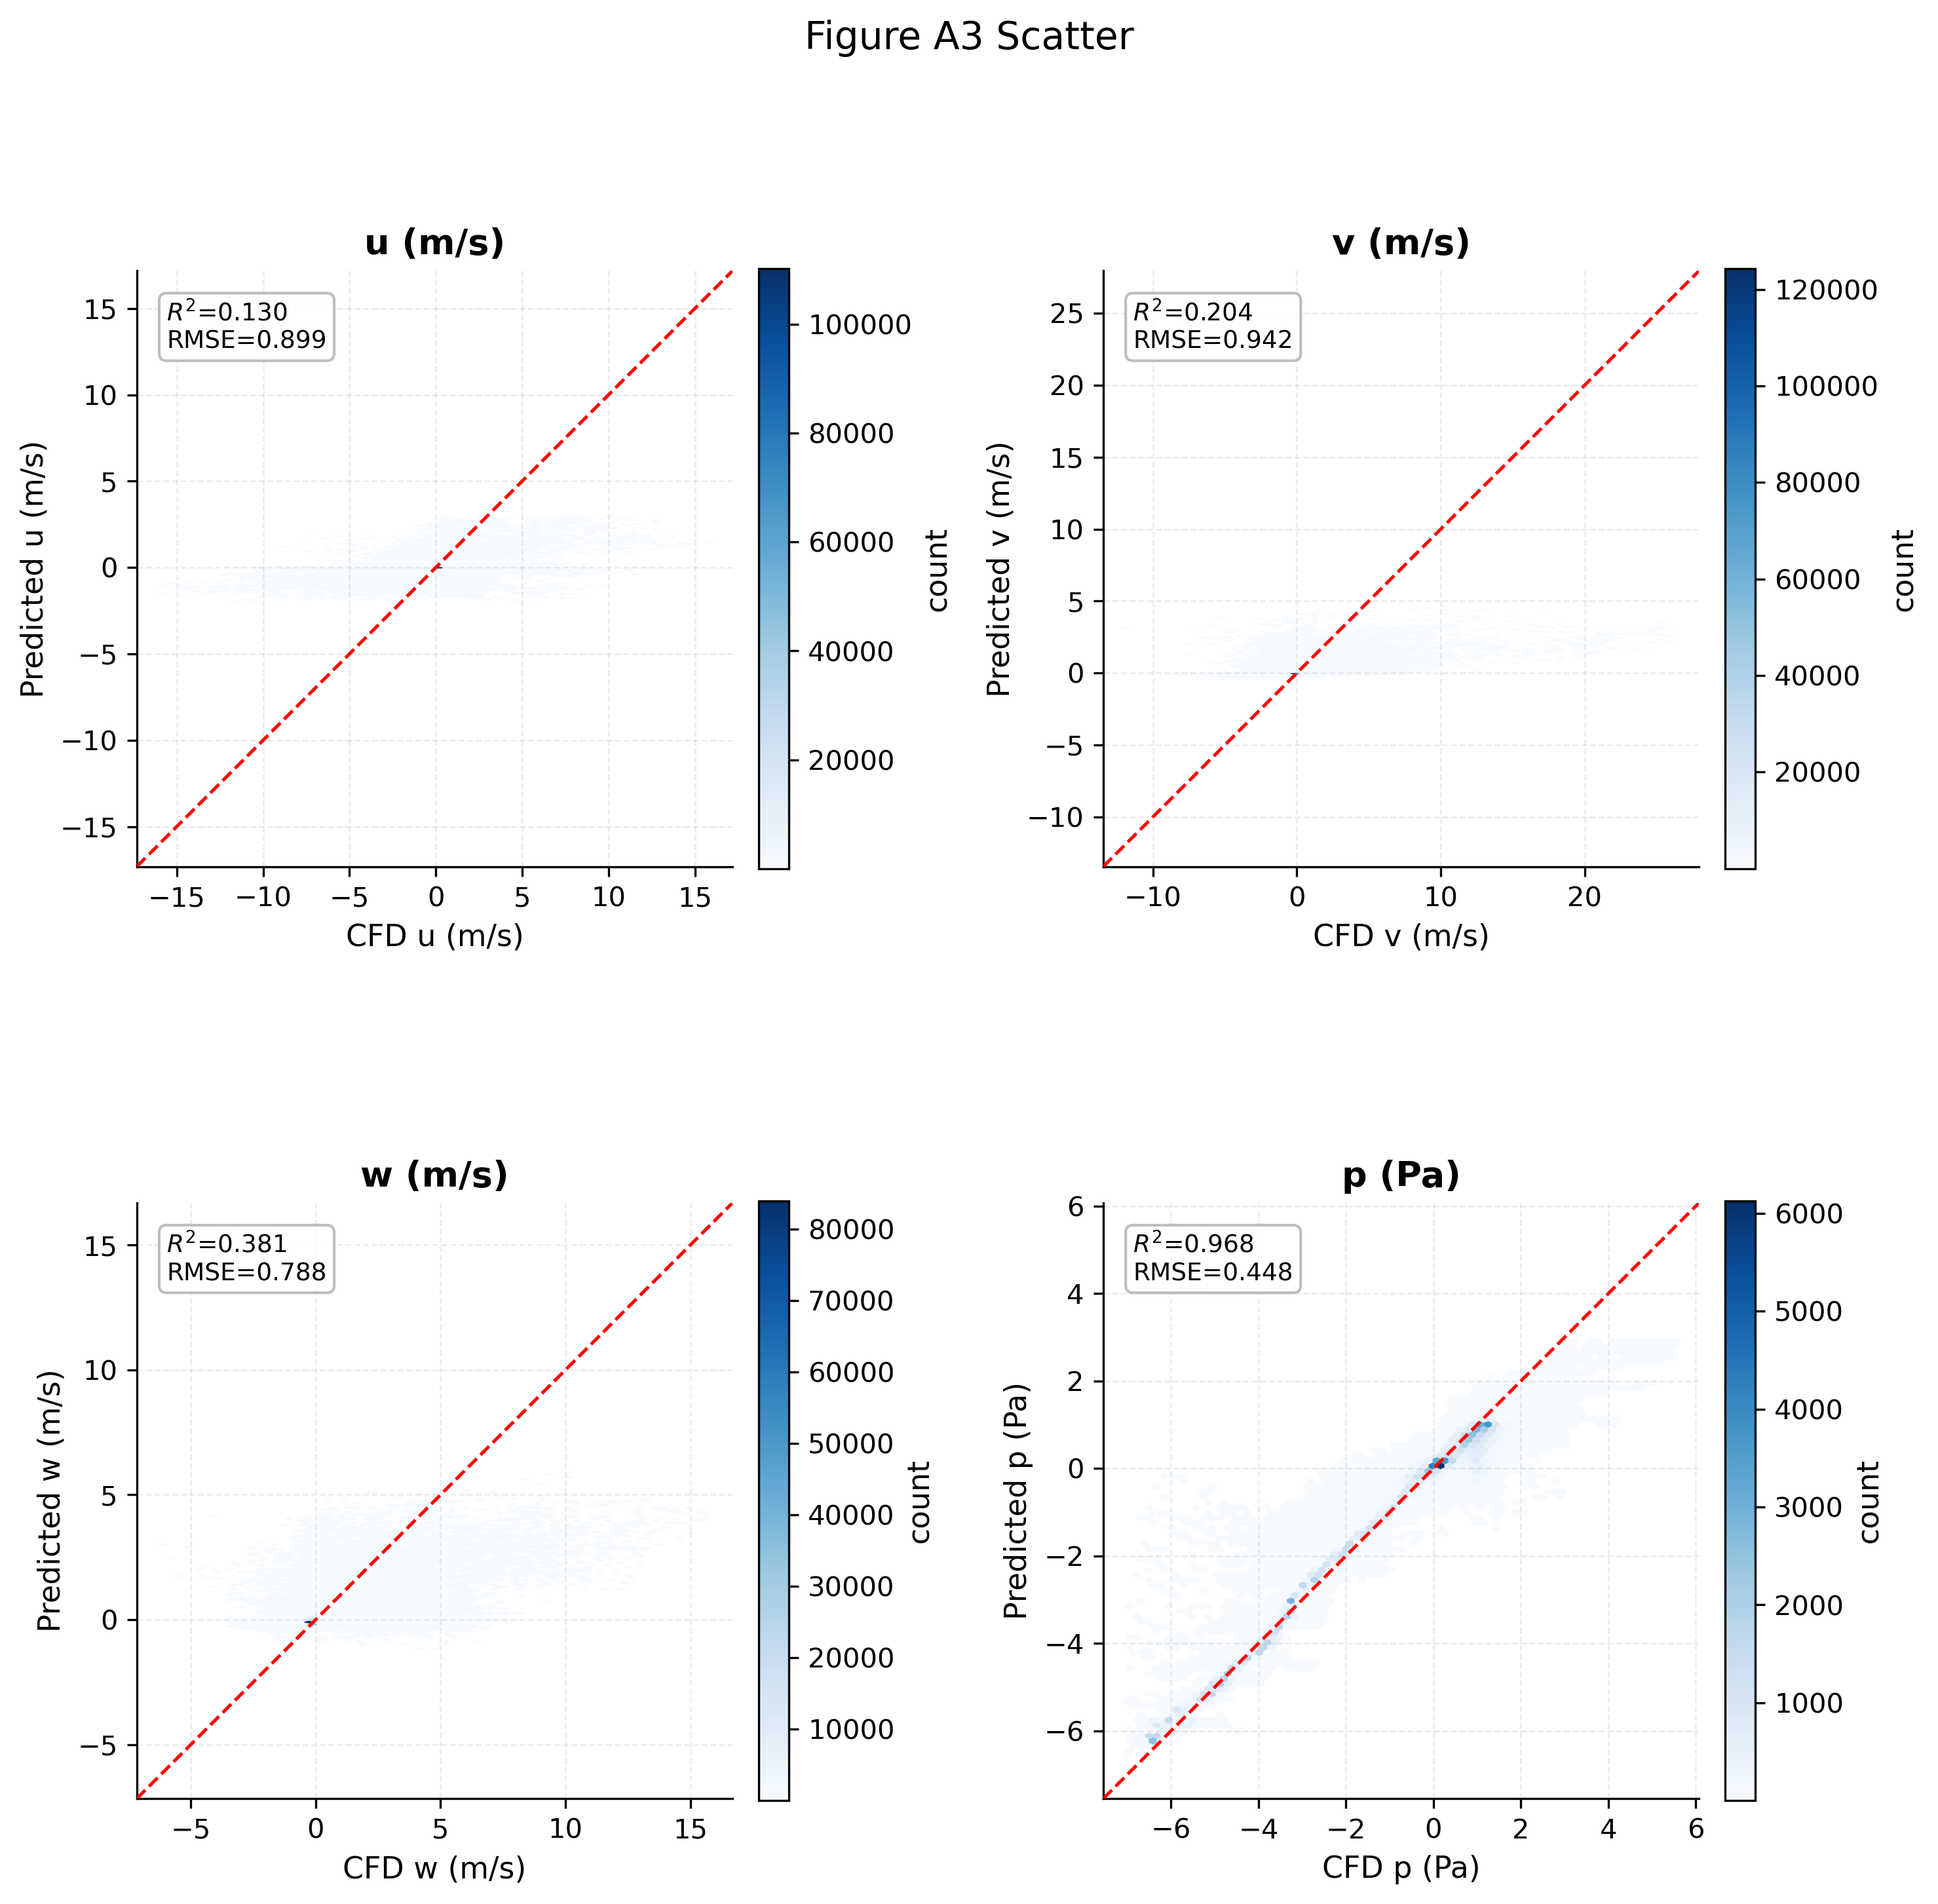 Figure A3 Scatter
u (m/s)
R²=0.130
RMSE=0.899
15
10
5
0
−5
−10
−15
Predicted u (m/s)
−15 −10 −5 0 5 10 15
CFD u (m/s)
100000
80000
60000
40000
20000
count
v (m/s)
R²=0.204
RMSE=0.942
25
20
15
10
5
0
−5
−10
Predicted v (m/s)
−10 0 10 20
CFD v (m/s)
120000
100000
80000
60000
40000
20000
count
w (m/s)
R²=0.381
RMSE=0.788
15
10
5
0
−5
Predicted w (m/s)
−5 0 5 10 15
CFD w (m/s)
80000
70000
60000
50000
40000
30000
20000
10000
count
p (Pa)
R²=0.968
RMSE=0.448
6
4
2
0
−2
−4
−6
Predicted p (Pa)
−6 −4 −2 0 2 4 6
CFD p (Pa)
6000
5000
4000
3000
2000
1000
count